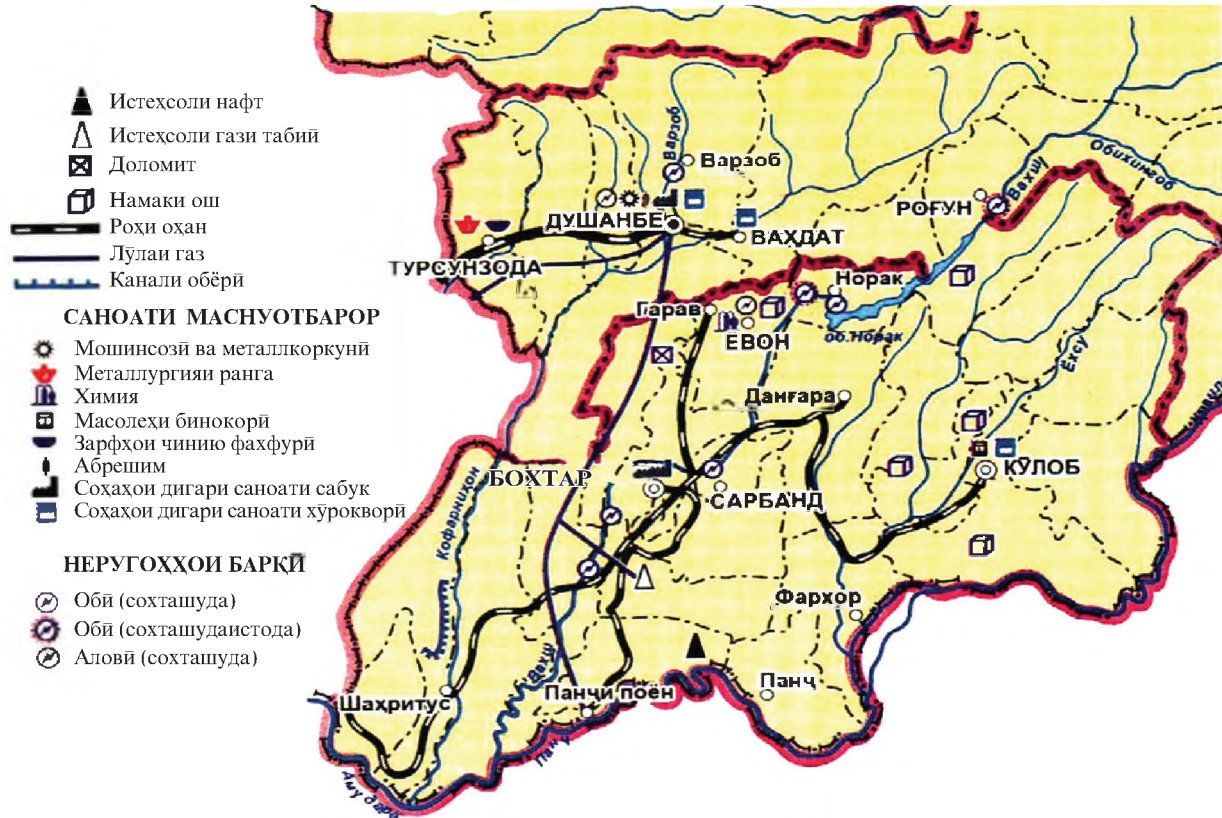 Истеҳсоли нафт
Истеҳсоли гази табиӣ
Доломит
Намаки ош
Роҳи оҳан
Лӯлаи газ
Канали обёрӣ
САНОАТИ МАСНУОТБАРОР
Мошинсозӣ ва металлкоркунӣ
Металлургияи ранга
Химия
Масолеҳи бинокорӣ
Зарфҳои чинию фахфурӣ
Абрешим
Соҳаҳои дигари саноати сабук
Соҳаҳои дигари саноати хӯрокворӣ
НЕРУГОҲҲОИ БАРҚӢ
Обӣ (сохташуда)
Обӣ (сохташудаистода)
Аловӣ (сохташуда)
Варзоб
Варзоб
Обихингоб
Вахш
РОҒУН
ДУШАНБЕ
ВАҲДАТ
ТУРСУНЗОДА
Норак
Гарав
ЕВОН
об. Норак
Ёхсу
Данғара
БОХТАР
КӮЛОБ
САРБАНД
Кофарниҳон
Фархор
Вахш
Панҷ
Панҷи поён
Шаҳритус
Аму даря